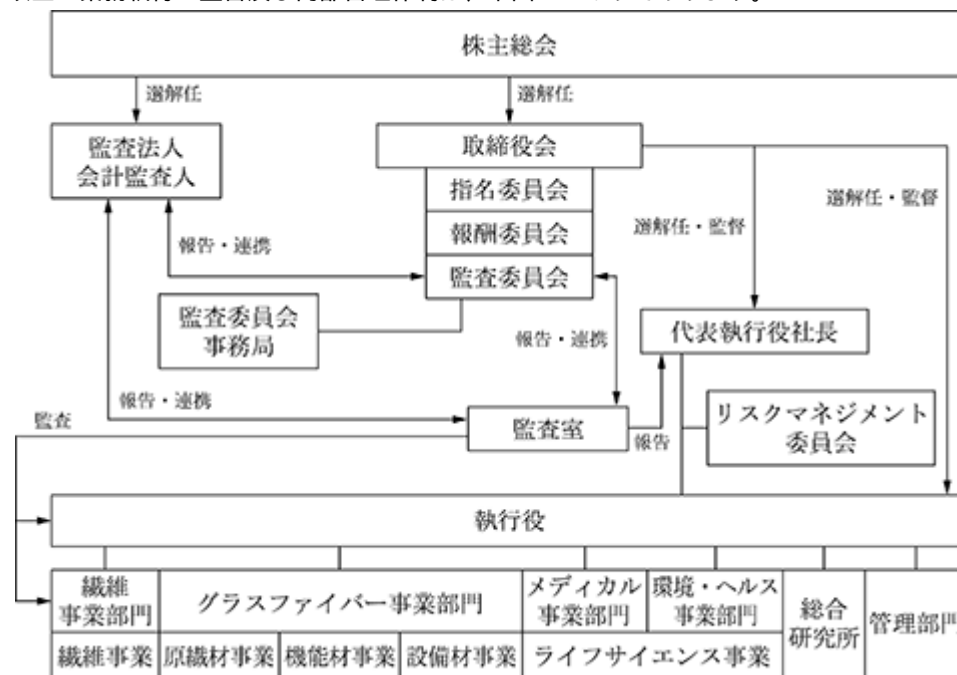 株主総会
選解任
選解任
監査法人
会計監査人
取締役会
指名委員会
報酬委員会
監査委員会
選解任・監督
選解任・監督
報告・連携
監査委員会
事務局
報告・連携
代表執行役社長
報告・連携
監査
監査室
報告
リスクマネジメント
委員会
執行役
繊維
事業部門
グラスファイバー事業部門
メディカル
事業部門
環境・ヘルス
事業部門
総合
研究所
管理部門
繊維事業
原繊材事業
機能材事業
設備材事業
ライフサイエンス事業